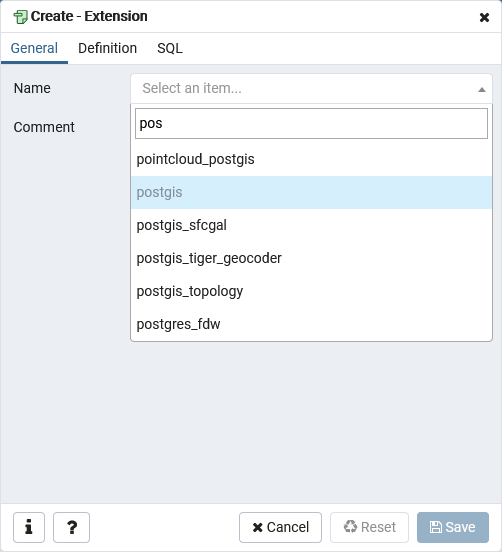 Create - Extension
General Definition SQL
Name Select an item...
Comment
pos
pointcloud_postgis
postgis
postgis_sfcgal
postgis_tiger_geocoder
postgis_topology
postgres_fdw
i ? Cancel Reset Save